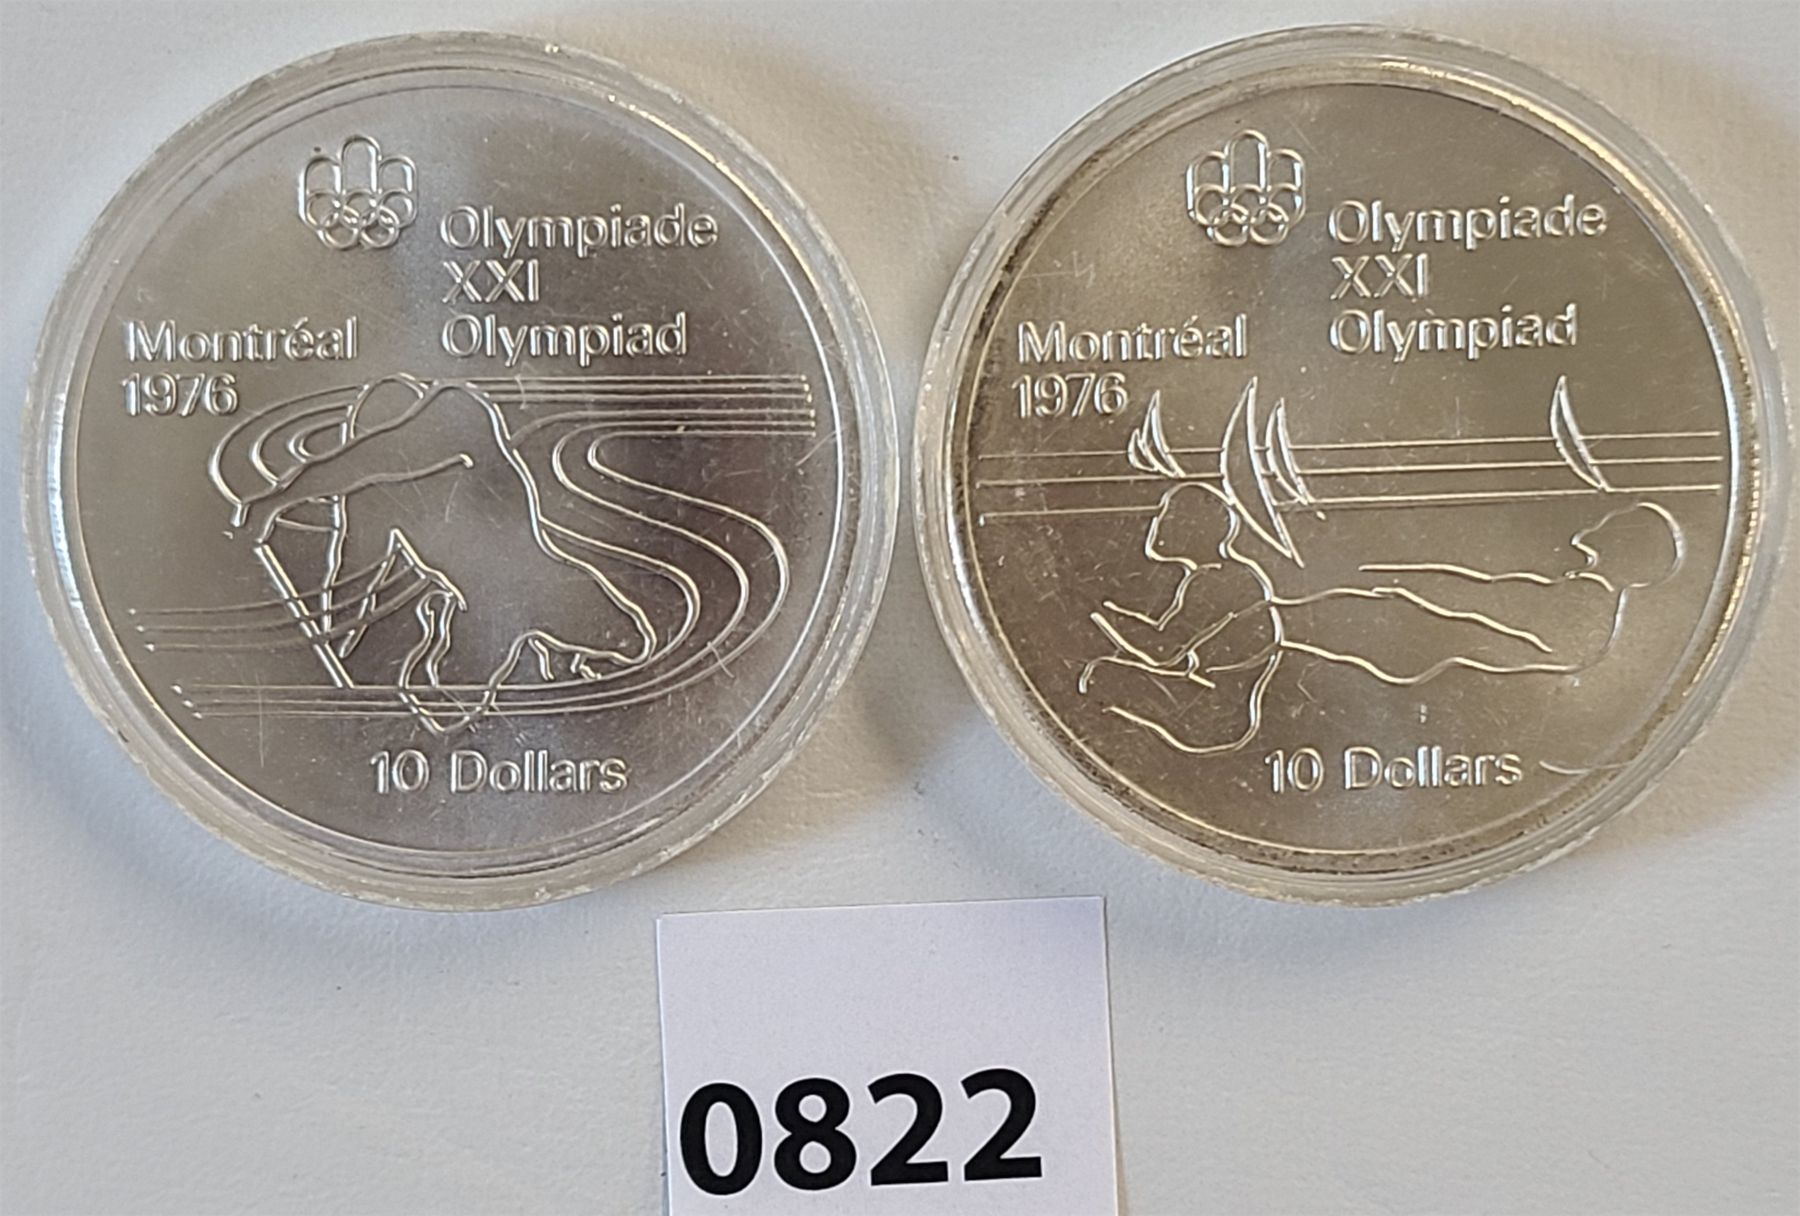 Olympiade
XXI
Olympiad
Montréal
1976
10 Dollars
Olympiade
XXI
Olympiad
Montréal
1976
10 Dollars
0822